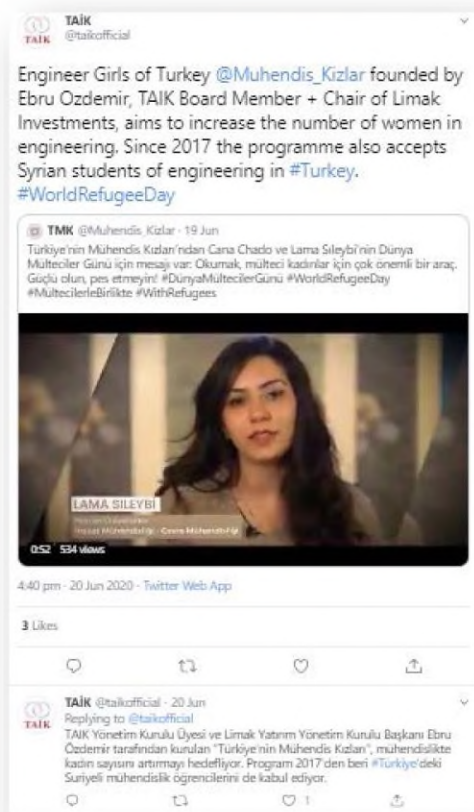 TAİK
@taikofficial
TAİK
Engineer Girls of Turkey @Muhendis_Kizlar founded by
Ebru Ozdemir, TAIK Board Member + Chair of Limak
Investments, aims to increase the number of women in
engineering. Since 2017 the programme also accepts
Syrian students of engineering in #Turkey.
#WorldRefugeeDay
TMK @Muhendis_Kizlar · 19 Jun
Türkiye'nin Mühendis Kızları'ndan Cana Chado ve Lama Sileybi'nin Dünya
Mülteciler Günü için mesajı var: Okumak, mülteci kadınlar için çok önemli bir araç.
Güçlü olun, pes etmeyin! #DünyaMültecilerGünü #WorldRefugeeDay
#MültecilerleBirlikte #WithRefugees
LAMA SILEYBİ
İnşaat Mühendisliği - Çevre Mühendisliği
0:52 534 views
4:40 pm · 20 Jun 2020 · Twitter Web App
3 Likes
TAİK @taikofficial · 20 Jun
TAİK
Replying to @taikofficial
TAİK Yönetim Kurulu Üyesi ve Limak Yatırım Yönetim Kurulu Başkanı Ebru
Özdemir tarafından kurulan "Türkiye'nin Mühendis Kızları", mühendislikte
kadın sayısını artırmayı hedefliyor. Program 2017'den beri #Türkiye'deki
Suriyeli mühendislik öğrencilerini de kabul ediyor.
1